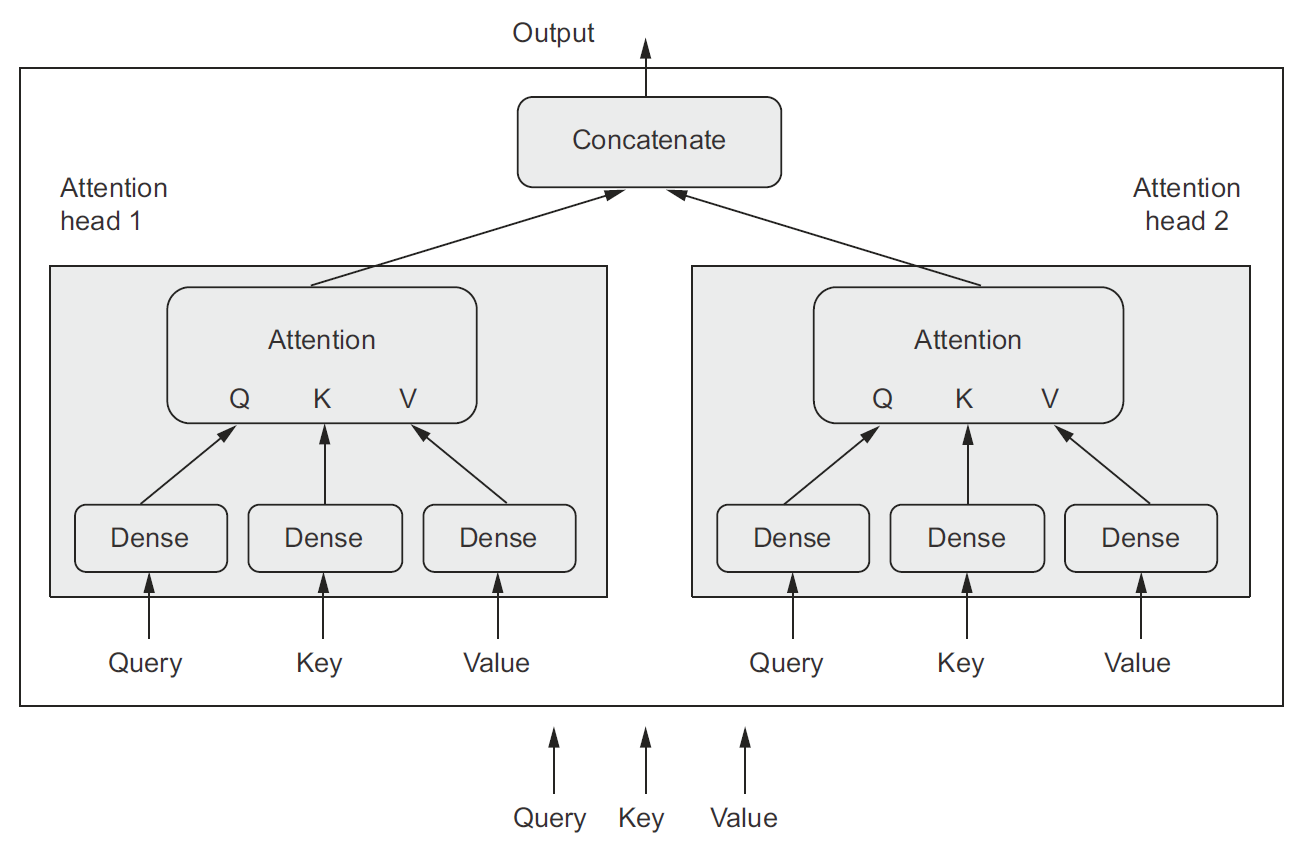 Output
Concatenate
Attention
head 1
Attention
head 2
Attention
Q K V
Dense Dense Dense
Query Key Value
Attention
Q K V
Dense Dense Dense
Query Key Value
Query Key Value